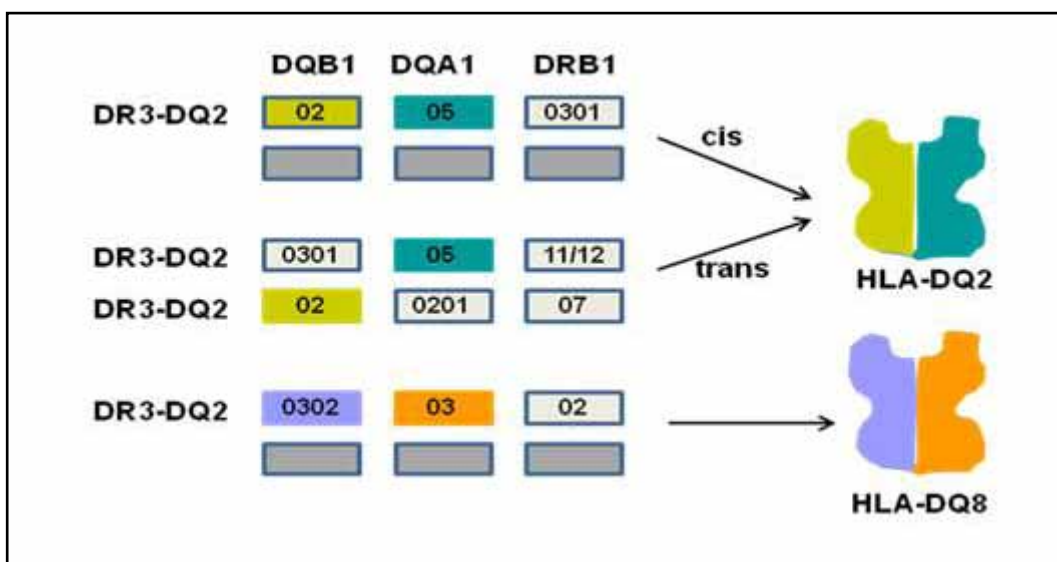 DQB1 DQA1 DRB1
DR3-DQ2 02 05 0301
cis
DR3-DQ2 0301 05 11/12
trans
DR3-DQ2 02 0201 07
HLA-DQ2
DR3-DQ2 0302 03 02
HLA-DQ8